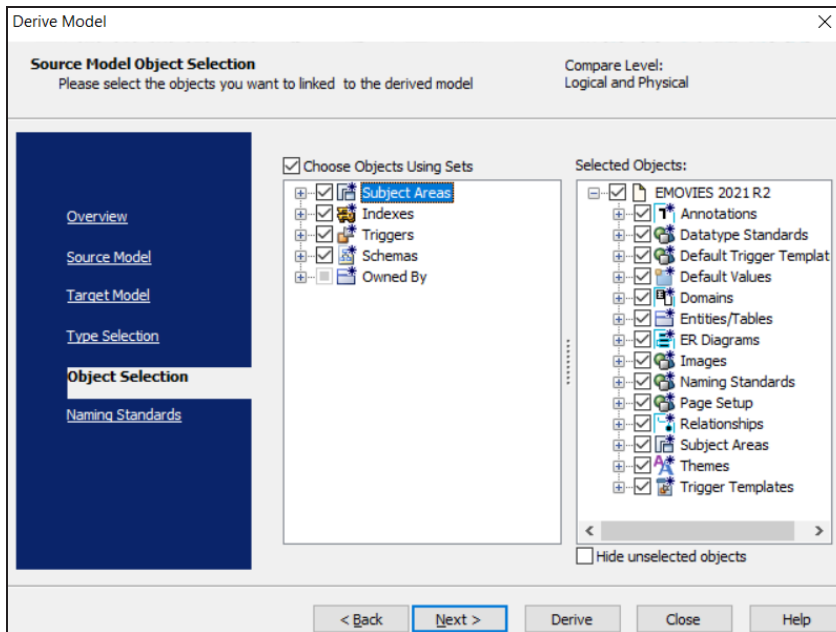 Derive Model
Source Model Object Selection
Please select the objects you want to linked to the derived model
Compare Level:
Logical and Physical
Overview
Source Model
Target Model
Type Selection
Object Selection
Naming Standards
Choose Objects Using Sets
Subject Areas
Indexes
Triggers
Schemas
Owned By
Selected Objects:
EMOVIES 2021 R2
Annotations
Datatype Standards
Default Trigger Templat
Default Values
Domains
Entities/Tables
ER Diagrams
Images
Naming Standards
Page Setup
Relationships
Subject Areas
Themes
Trigger Templates
Hide unselected objects
< Back
Next >
Derive
Close
Help